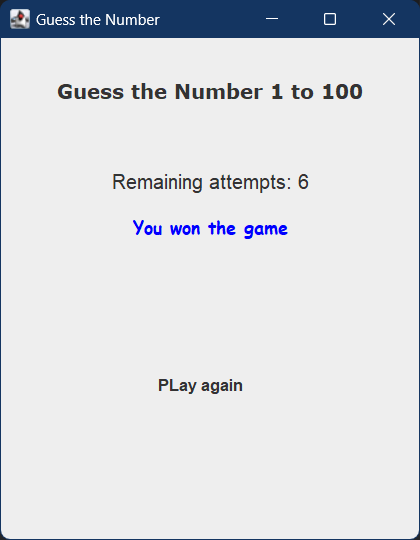 Guess the Number
Guess the Number 1 to 100
Remaining attempts: 6
You won the game
PLay again